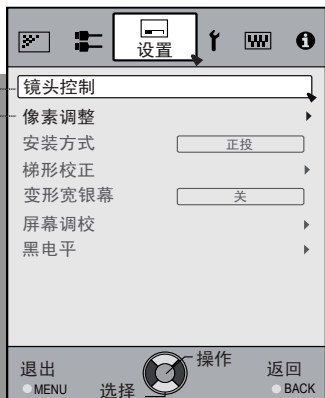 设置
镜头控制
像素调整
安装方式 正投
梯形校正
变形宽银幕 关
屏幕调校
黑电平
退出 操作 返回
MENU 选择 BACK